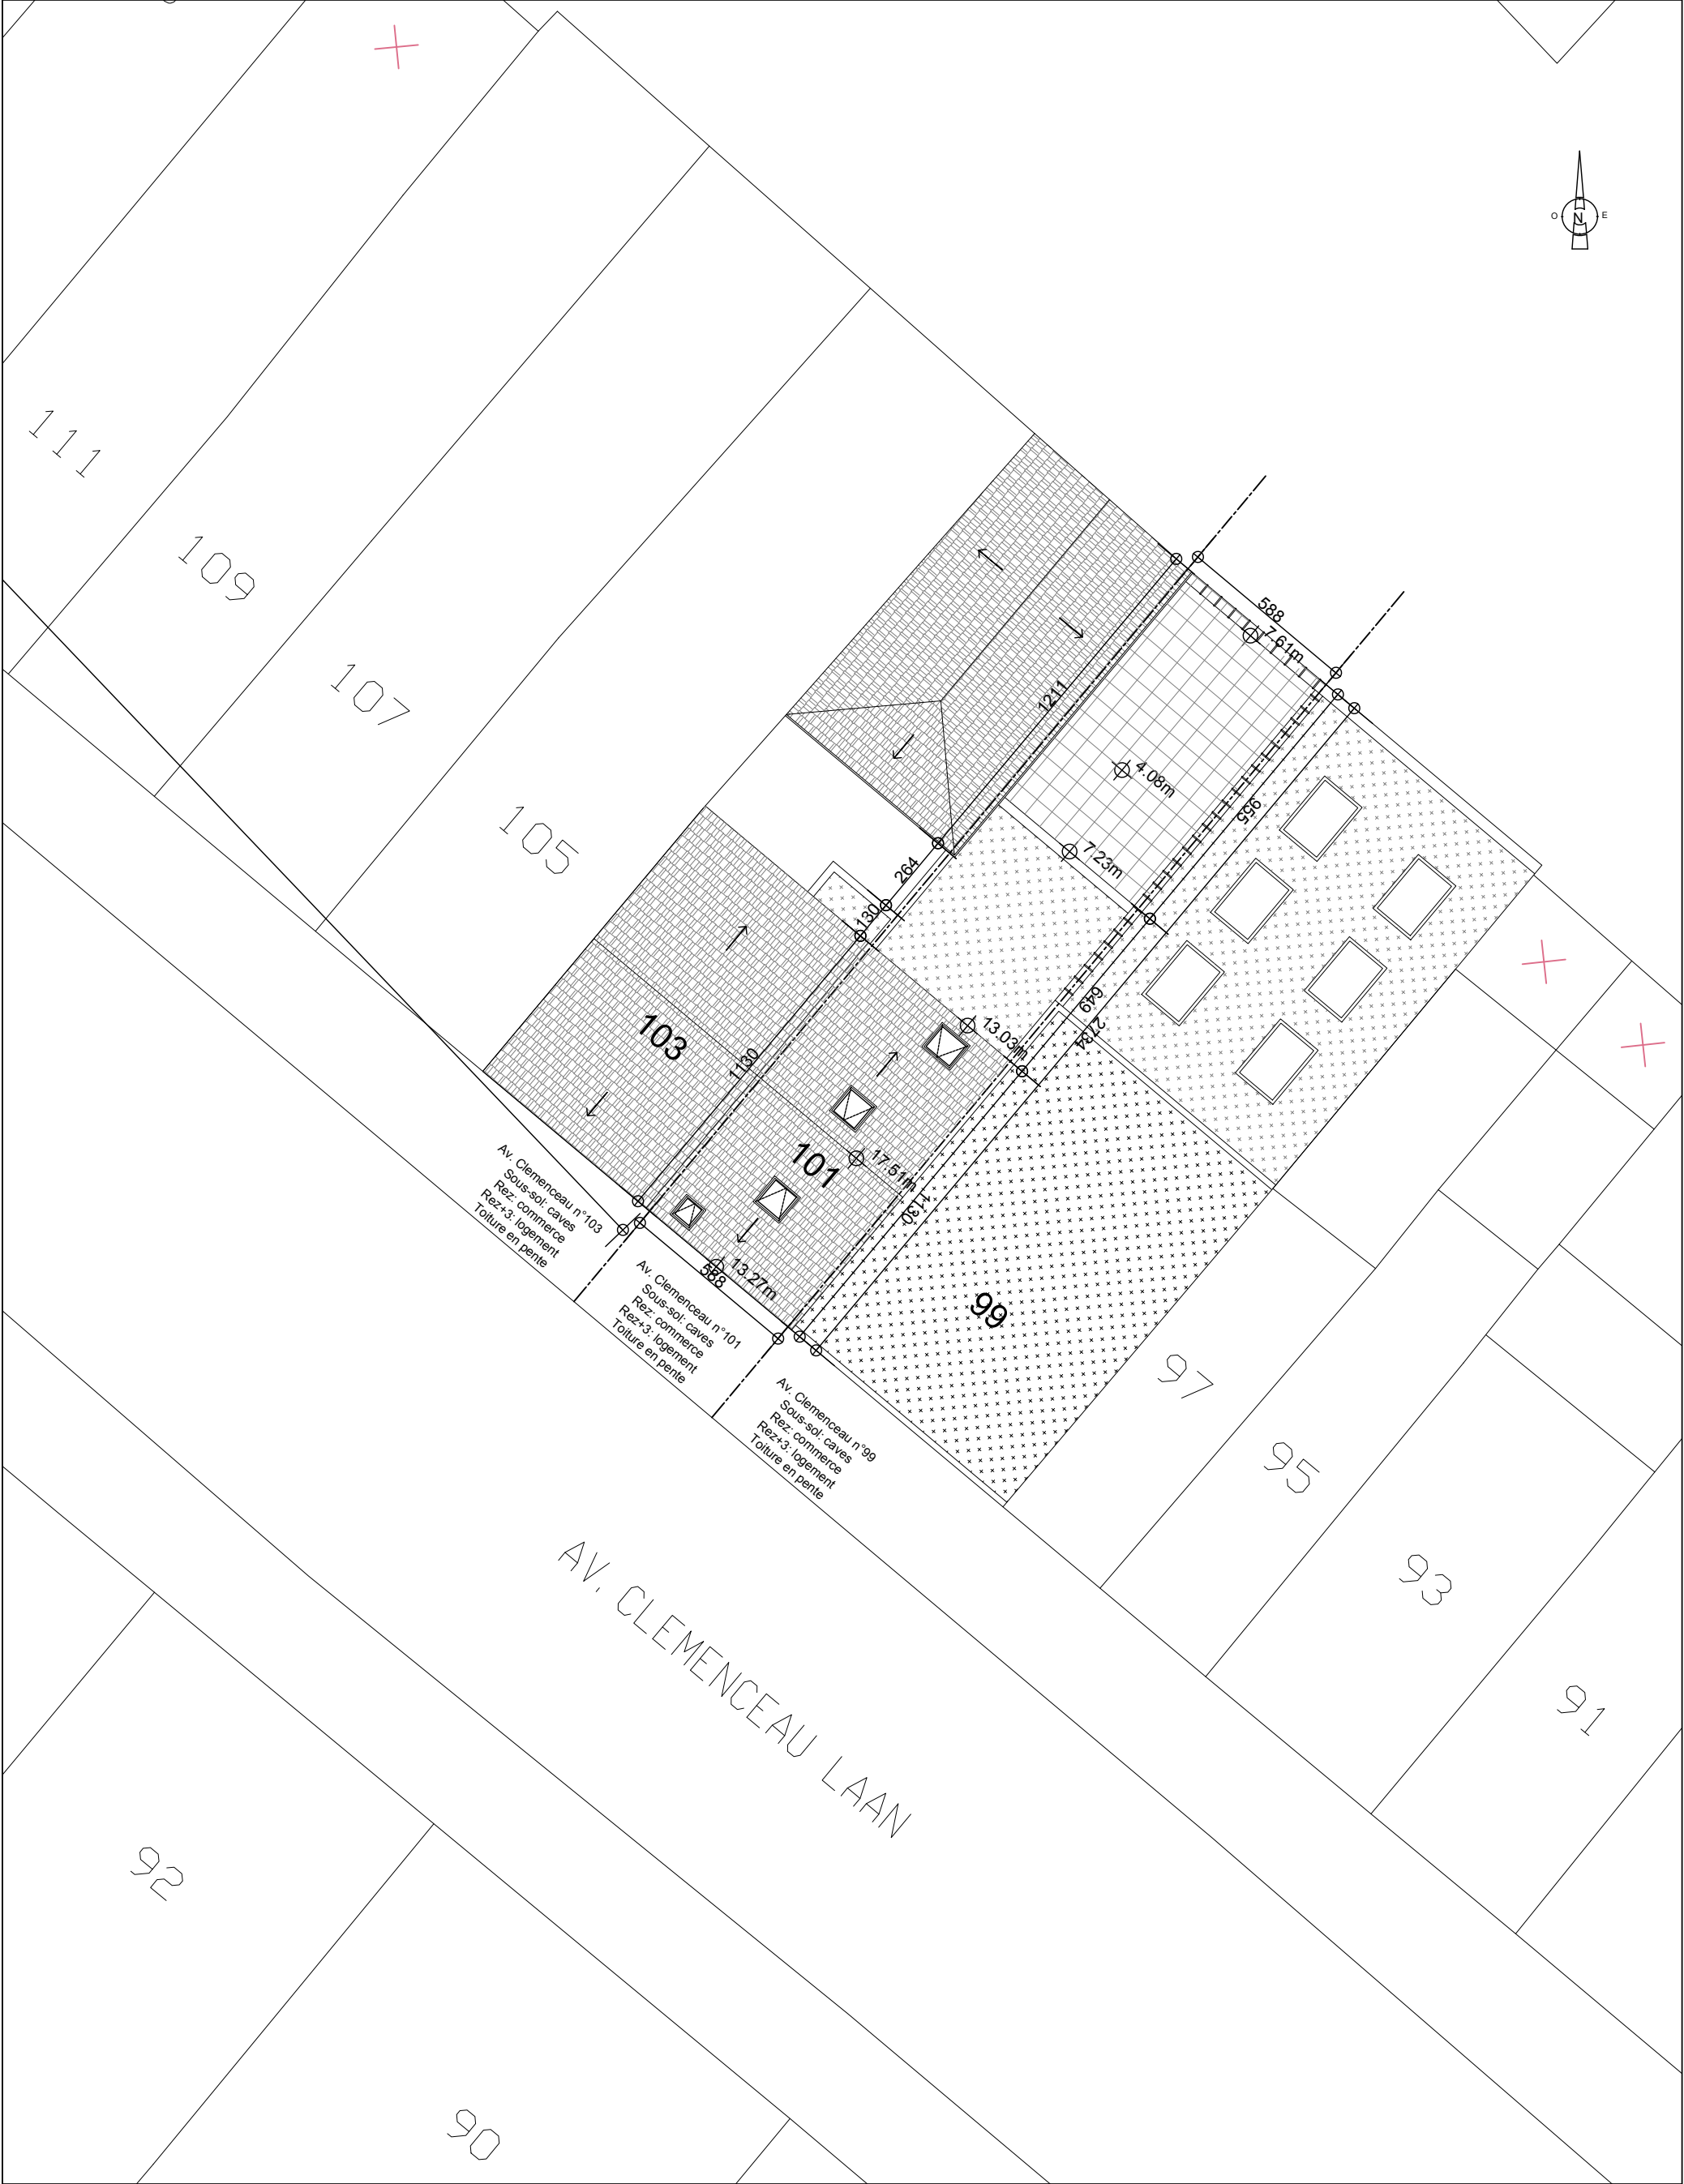 O N E
111
109
107
105
588
7.61m
1211
4.08m
955
7.23m
264
130
649
2734
13.03m
103
1130
101
17.51m
1130
13.27m
588
99
97
95
93
91
Av. Clemenceau n°103
Sous-sol: caves
Rez: commerce
Rez+3: logement
Toiture en pente
Av. Clemenceau n°101
Sous-sol: caves
Rez: commerce
Rez+3: logement
Toiture en pente
Av. Clemenceau n°99
Sous-sol: caves
Rez: commerce
Rez+3: logement
Toiture en pente
AV. CLEMENCEAU LAAN
92
90